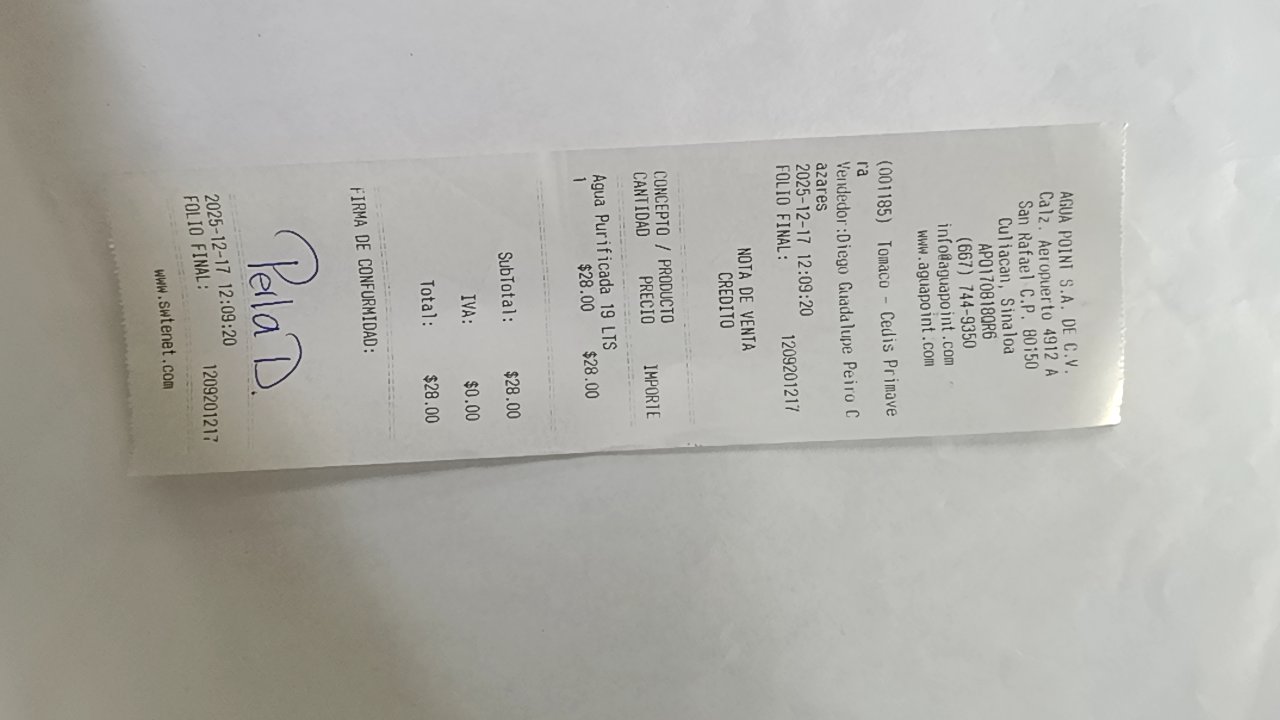 AGUA POINT S.A. DE C.V.
Calz. Aeropuerto 4912 A
San Rafael C.P. 80150
Culiacan, Sinaloa
APO170818QR6
(667) 744-9350
info@aguapoint.com
www.aguapoint.com
(001185) Tomaco - Cedis Primave
ra
Vendedor:Diego Guadalupe Peiro C
azares
2025-12-17 12:09:20
FOLIO FINAL: 1209201217
NOTA DE VENTA
CREDITO
CONCEPTO / PRODUCTO
CANTIDAD PRECIO IMPORTE
Agua Purificada 19 LTS
1 $28.00 $28.00
SubTotal: $28.00
IVA: $0.00
Total: $28.00
FIRMA DE CONFORMIDAD:
Perla D.
2025-12-17 12:09:20
FOLIO FINAL: 1209201217
www.swtenet.com